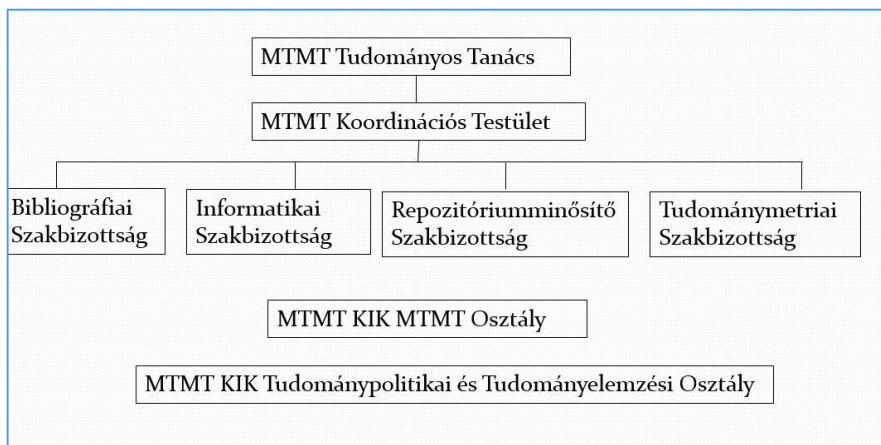 MTMT Tudományos Tanács
MTMT Koordinációs Testület
Bibliográfiai
Szakbizottság
Informatikai
Szakbizottság
Repozitóriumminősítő
Szakbizottság
Tudománymetriai
Szakbizottság
MTMT KIK MTMT Osztály
MTMT KIK Tudománypolitikai és Tudományelemzési Osztály